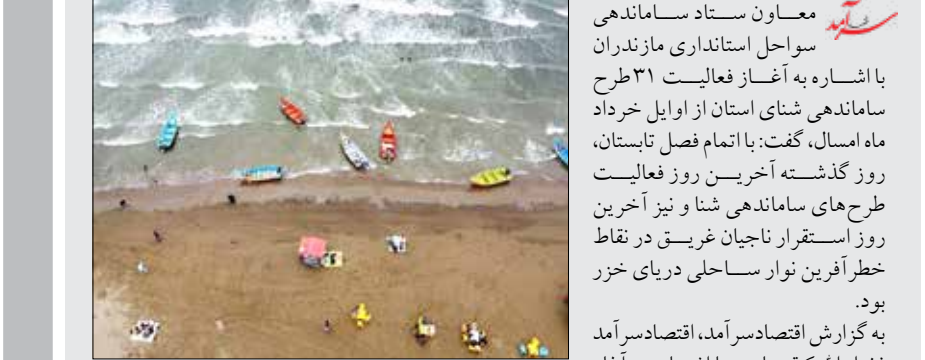 سرآمد
معاون ستاد ساماندهی
سواحل استانداری مازندران
با اشاره به آغاز فعالیت ۳۱طرح
ساماندهی شنای استان از اوایل خرداد
ماه امسال، گفت: با اتمام فصل تابستان،
روز گذشته آخرین روز فعالیت
طرح‌های ساماندهی شنا و نیز آخرین
روز استقرار ناجیان غریق در نقاط
خطرآفرین نوار ساحلی دریای خزر
بود.
به گزارش اقتصادسرآمد، اقتصادسرآمد